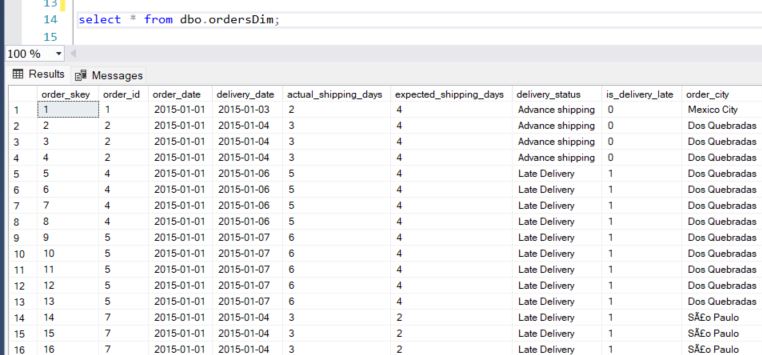 13
14 select * from dbo.ordersDim;
15
100 %
Results Messages
order_skey order_id order_date delivery_date actual_shipping_days expected_shipping_days delivery_status is_delivery_late order_city
1 1 1 2015-01-01 2015-01-03 2 4 Advance shipping 0 Mexico City
2 2 2 2015-01-01 2015-01-04 3 4 Advance shipping 0 Dos Quebradas
3 3 2 2015-01-01 2015-01-04 3 4 Advance shipping 0 Dos Quebradas
4 4 2 2015-01-01 2015-01-04 3 4 Advance shipping 0 Dos Quebradas
5 5 4 2015-01-01 2015-01-06 5 4 Late Delivery 1 Dos Quebradas
6 6 4 2015-01-01 2015-01-06 5 4 Late Delivery 1 Dos Quebradas
7 7 4 2015-01-01 2015-01-06 5 4 Late Delivery 1 Dos Quebradas
8 8 4 2015-01-01 2015-01-06 5 4 Late Delivery 1 Dos Quebradas
9 9 5 2015-01-01 2015-01-07 6 4 Late Delivery 1 Dos Quebradas
10 10 5 2015-01-01 2015-01-07 6 4 Late Delivery 1 Dos Quebradas
11 11 5 2015-01-01 2015-01-07 6 4 Late Delivery 1 Dos Quebradas
12 12 5 2015-01-01 2015-01-07 6 4 Late Delivery 1 Dos Quebradas
13 13 5 2015-01-01 2015-01-07 6 4 Late Delivery 1 Dos Quebradas
14 14 7 2015-01-01 2015-01-04 3 2 Late Delivery 1 SÃ£o Paulo
15 15 7 2015-01-01 2015-01-04 3 2 Late Delivery 1 SÃ£o Paulo
16 16 7 2015-01-01 2015-01-04 3 2 Late Delivery 1 SÃ£o Paulo